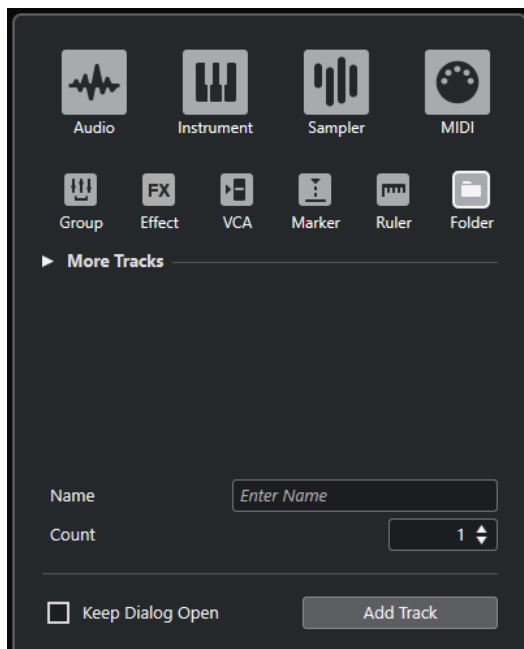 Audio Instrument Sampler MIDI
FX
Group Effect VCA Marker Ruler Folder
More Tracks
Name Enter Name
Count 1
Keep Dialog Open Add Track